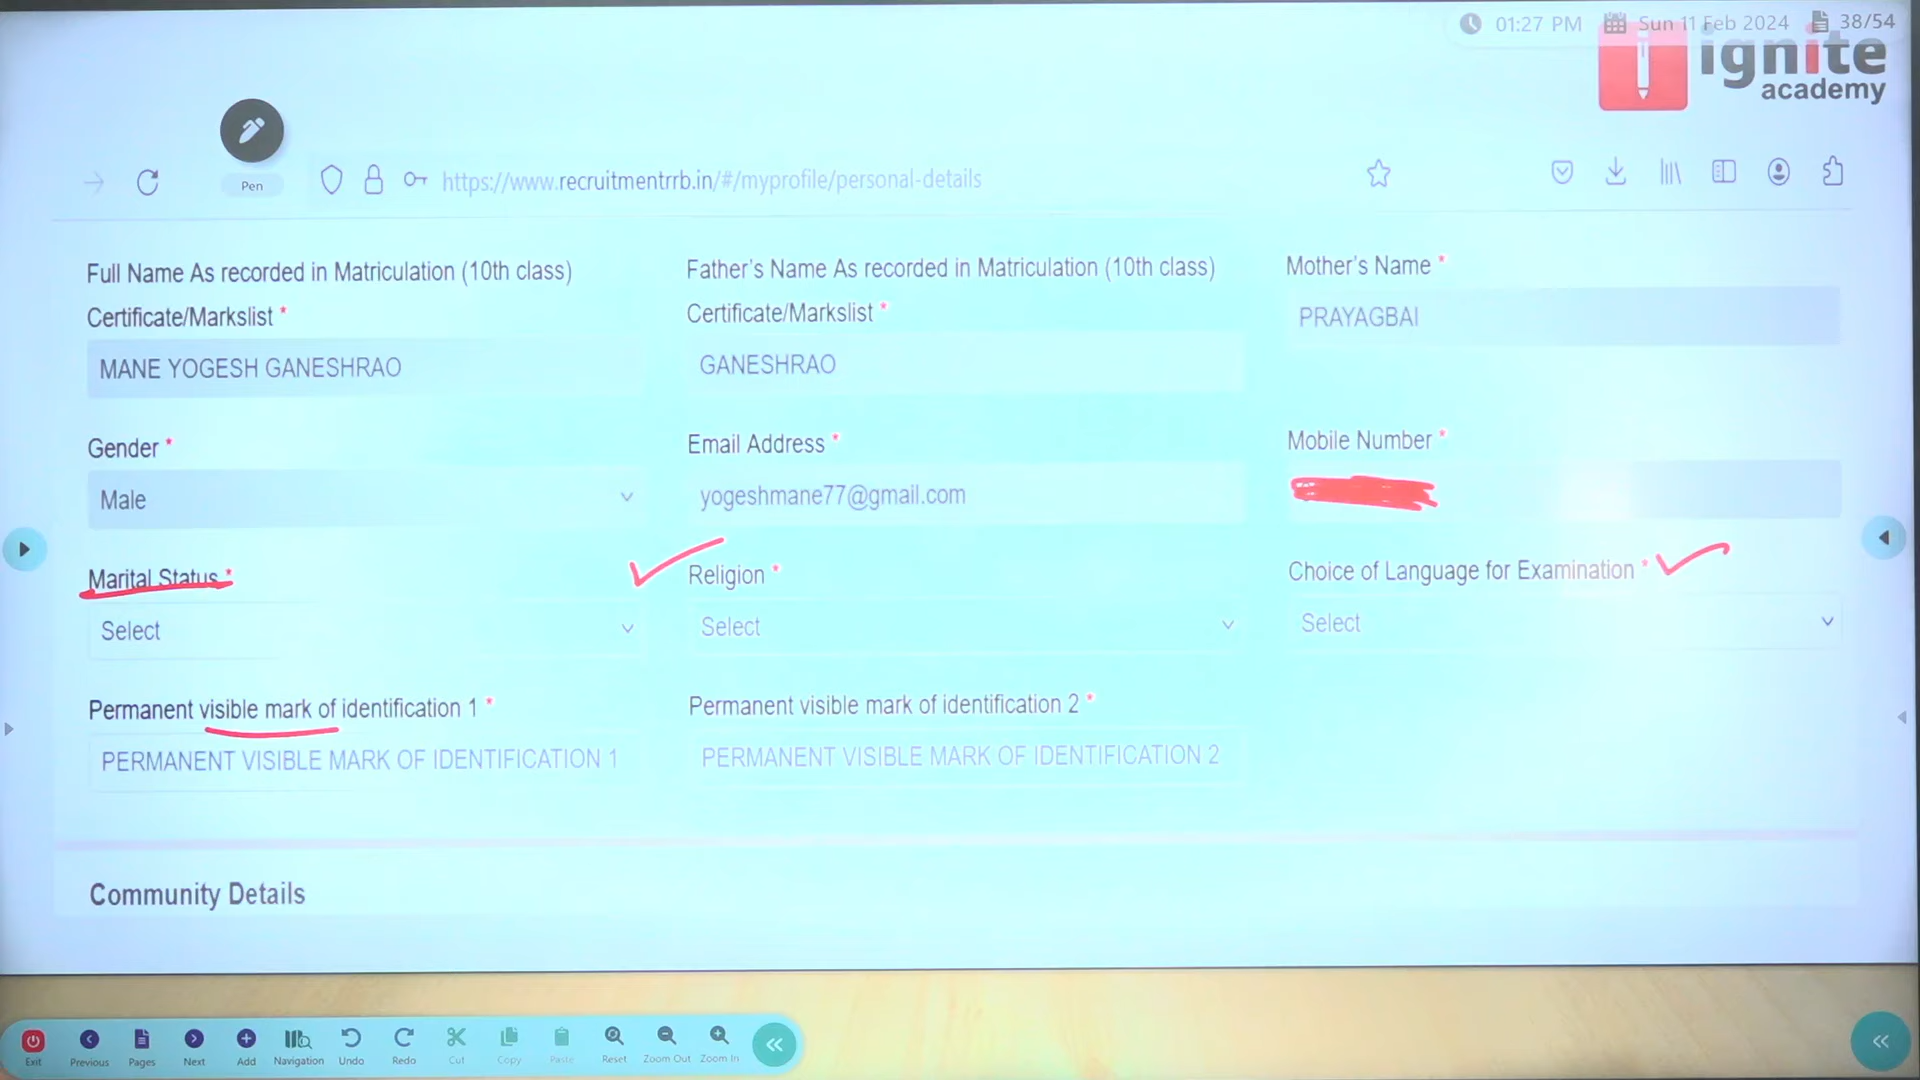 01:27 PM Sun 11 Feb 2024 38/54
ignite
academy
Pen
https://www.recruitmentrrb.in/#/myprofile/personal-details
Full Name As recorded in Matriculation (10th class)
Certificate/Markslist *
MANE YOGESH GANESHRAO
Father's Name As recorded in Matriculation (10th class)
Certificate/Markslist *
GANESHRAO
Mother's Name *
PRAYAGBAI
Gender *
Male
Email Address *
yogeshmane77@gmail.com
Mobile Number *
Marital Status *
Select
Religion *
Select
Choice of Language for Examination *
Select
Permanent visible mark of identification 1 *
PERMANENT VISIBLE MARK OF IDENTIFICATION 1
Permanent visible mark of identification 2 *
PERMANENT VISIBLE MARK OF IDENTIFICATION 2
Community Details
Exit Previous Pages Next Add Navigation Undo Redo Cut Copy Paste Reset Zoom Out Zoom In